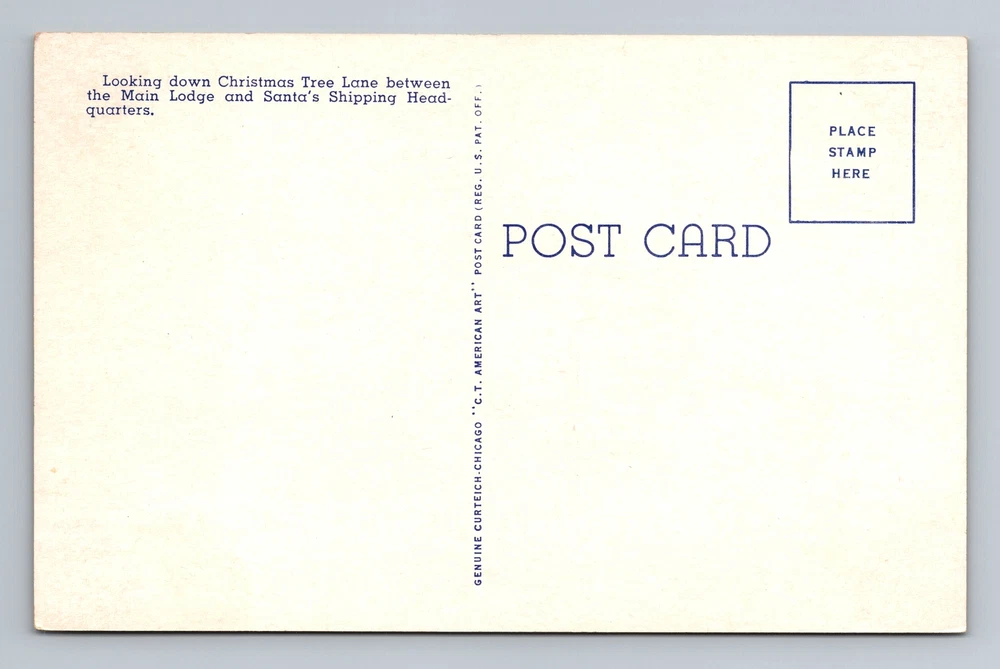 Looking down Christmas Tree Lane between
the Main Lodge and Santa's Shipping Head-
quarters.
GENUINE CURTEICH-CHICAGO "C.T. AMERICAN ART" POST CARD (REG. U.S. PAT. OFF.)
POST CARD
PLACE
STAMP
HERE